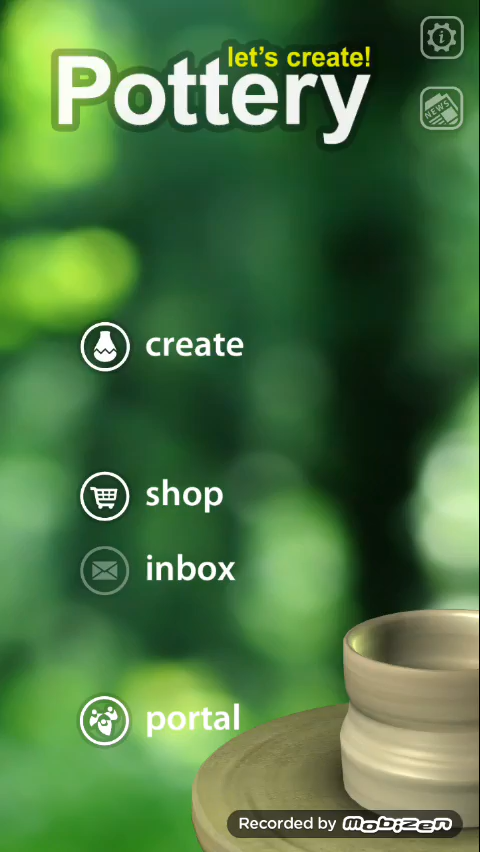 let's create!
Pottery
NEWS
create
shop
inbox
portal
Recorded by mobizen